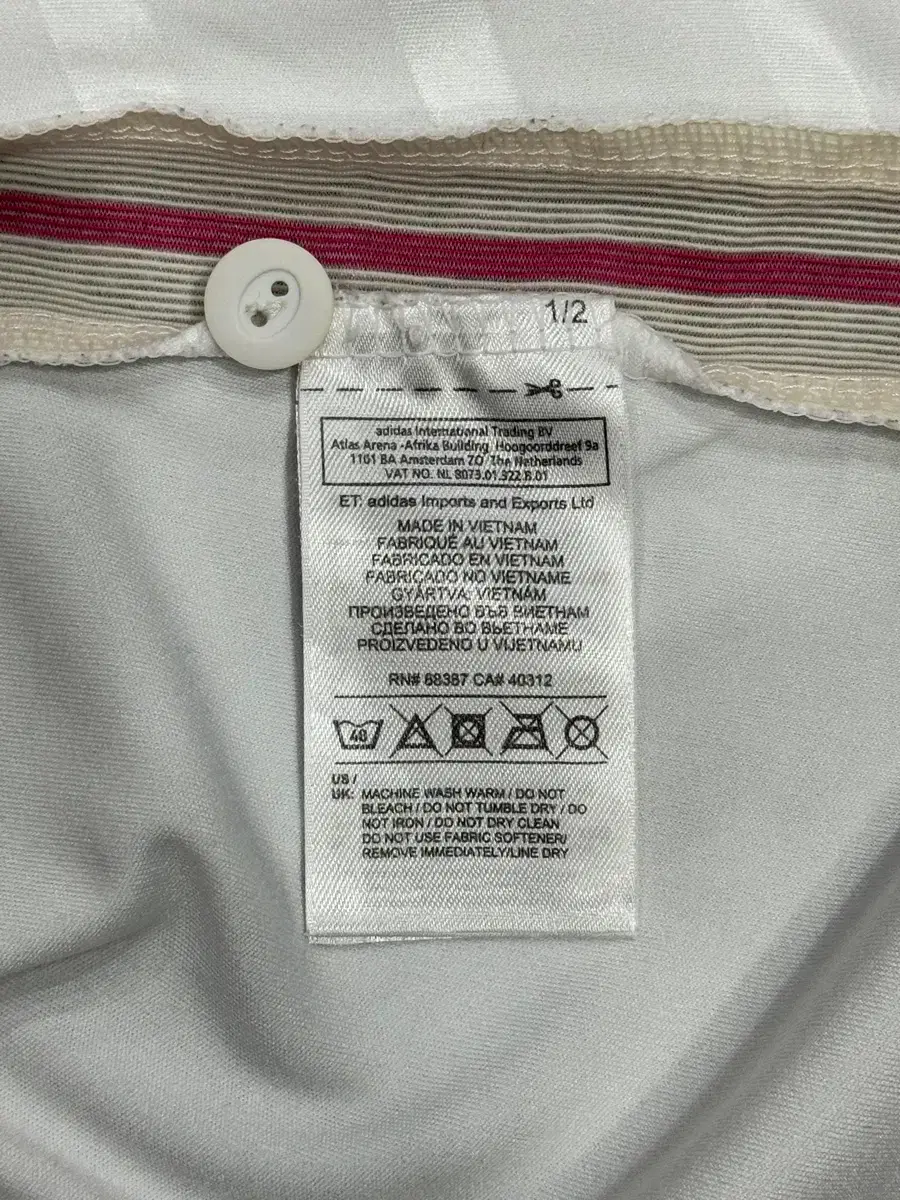 1/2
adidas International Trading BV
Atlas Arena -Afrika Building, Hoogoorddreef 9a
1101 BA Amsterdam ZO The Netherlands
VAT NO. NL 8073.01.322.B.01
ET: adidas Imports and Exports Ltd
MADE IN VIETNAM
FABRIQUÉ AU VIETNAM
FABRICADO EN VIETNAM
FABRICADO NO VIETNAME
GYÁRTVA: VIETNÁM
ПРОИЗВЕДЕНО ВЪВ ВИЕТНАМ
СДЕЛАНО ВО ВЬЕТНАМЕ
PROIZVEDENO U VIJETNAMU
RN# 88387 CA# 40312
40
US /
UK: MACHINE WASH WARM / DO NOT
BLEACH / DO NOT TUMBLE DRY / DO
NOT IRON / DO NOT DRY CLEAN
DO NOT USE FABRIC SOFTENER/
REMOVE IMMEDIATELY/LINE DRY